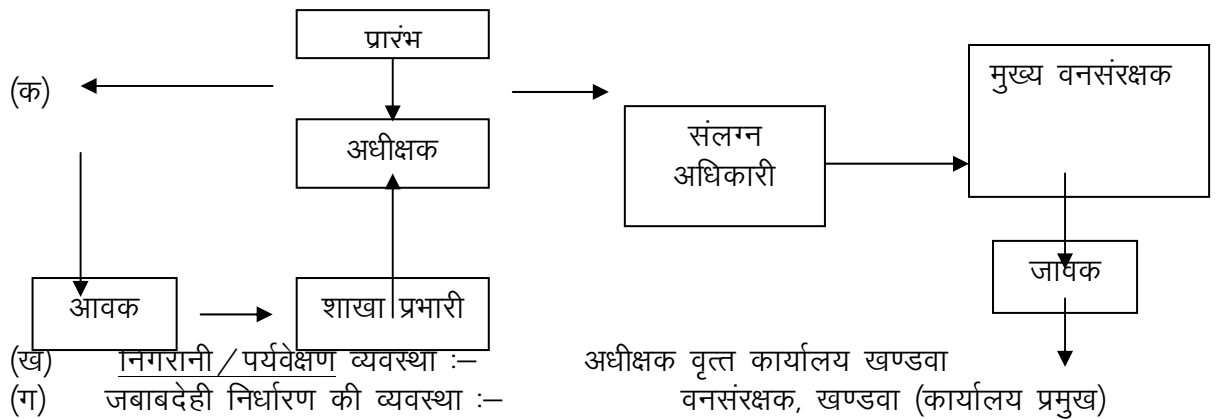 प्रारंभ
(क)
मुख्य वनसंरक्षक
संलग्न
अधिकारी
अधीक्षक
जावक
आवक
शाखा प्रभारी
(ख) निगरानी / पर्यवेक्षण व्यवस्था :– अधीक्षक वृत्त कार्यालय खण्डवा
(ग) जबाबदेही निर्धारण की व्यवस्था :– वनसंरक्षक, खण्डवा (कार्यालय प्रमुख)